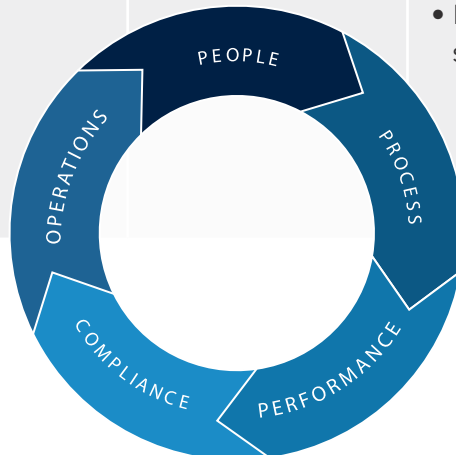 PEOPLE
PROCESS
PERFORMANCE
COMPLIANCE
OPERATIONS